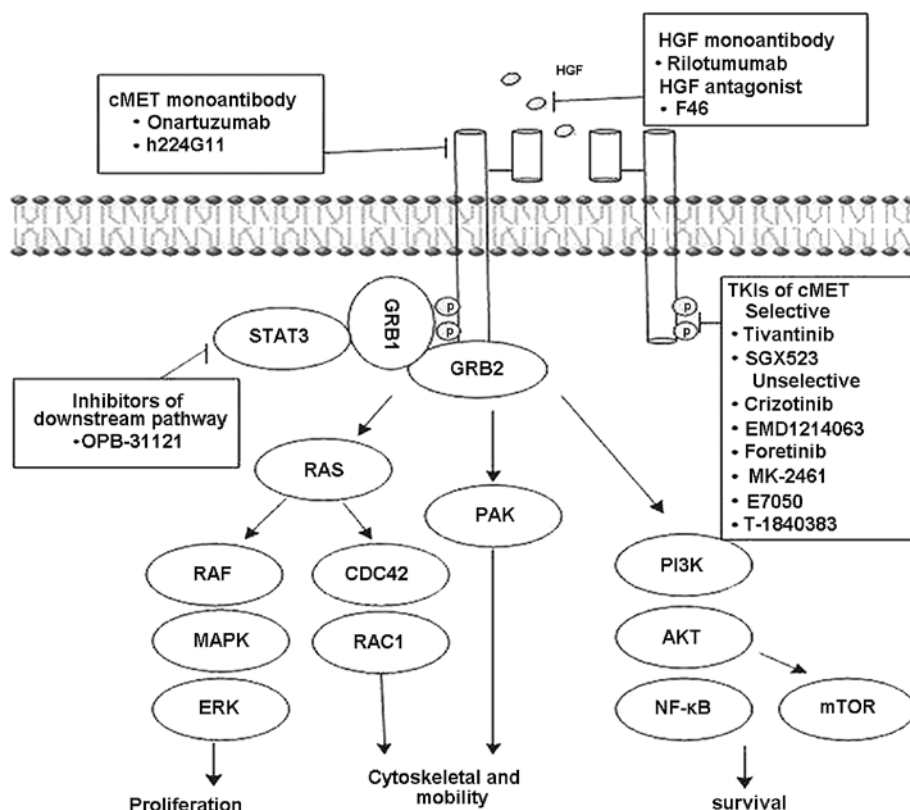 HGF monoantibody
• Rilotumumab
HGF antagonist
• F46
HGF
cMET monoantibody
• Onartuzumab
• h224G11
P
P
P
P
GRB1
STAT3
GRB2
TKIs of cMET
Selective
• Tivantinib
• SGX523
Unselective
• Crizotinib
• EMD1214063
• Foretinib
• MK-2461
• E7050
• T-1840383
Inhibitors of
downstream pathway
•OPB-31121
RAS
PAK
RAF
CDC42
PI3K
MAPK
RAC1
AKT
ERK
NF-κB
mTOR
Proliferation
Cytoskeletal and
mobility
survival